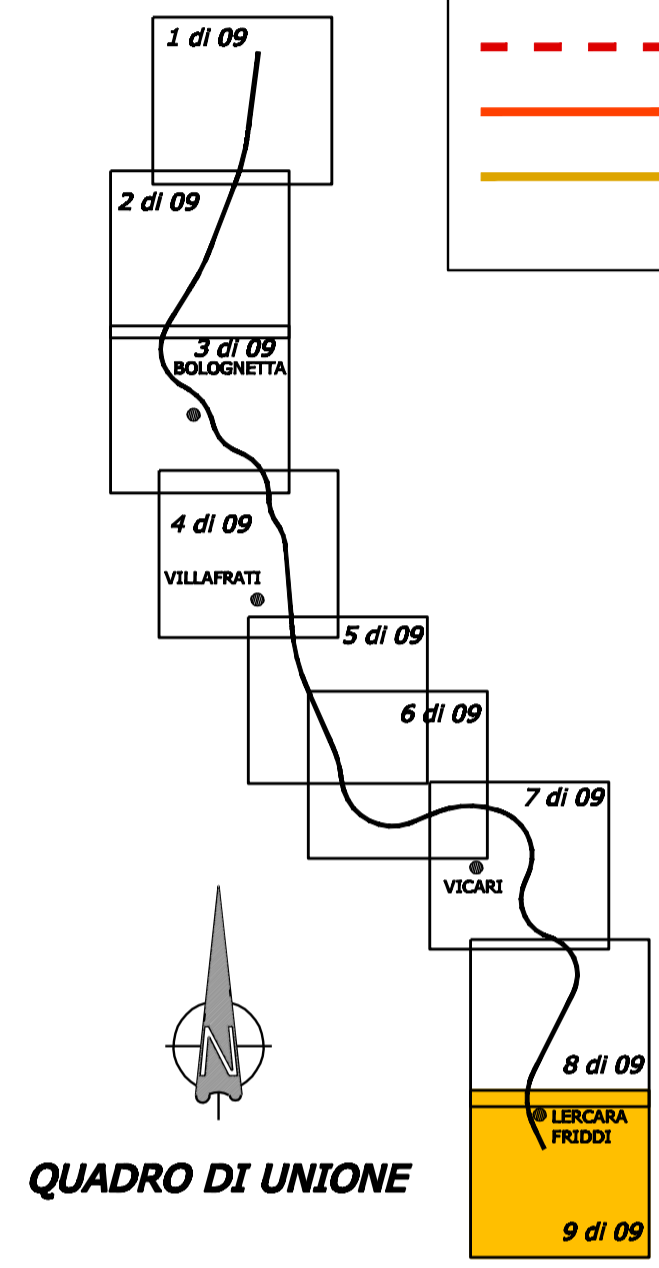 1 di 09
2 di 09
3 di 09
BOLOGNETTA
4 di 09
VILLAFRATI
5 di 09
6 di 09
7 di 09
VICARI
8 di 09
LERCARA
FRIDDI
9 di 09
N
QUADRO DI UNIONE